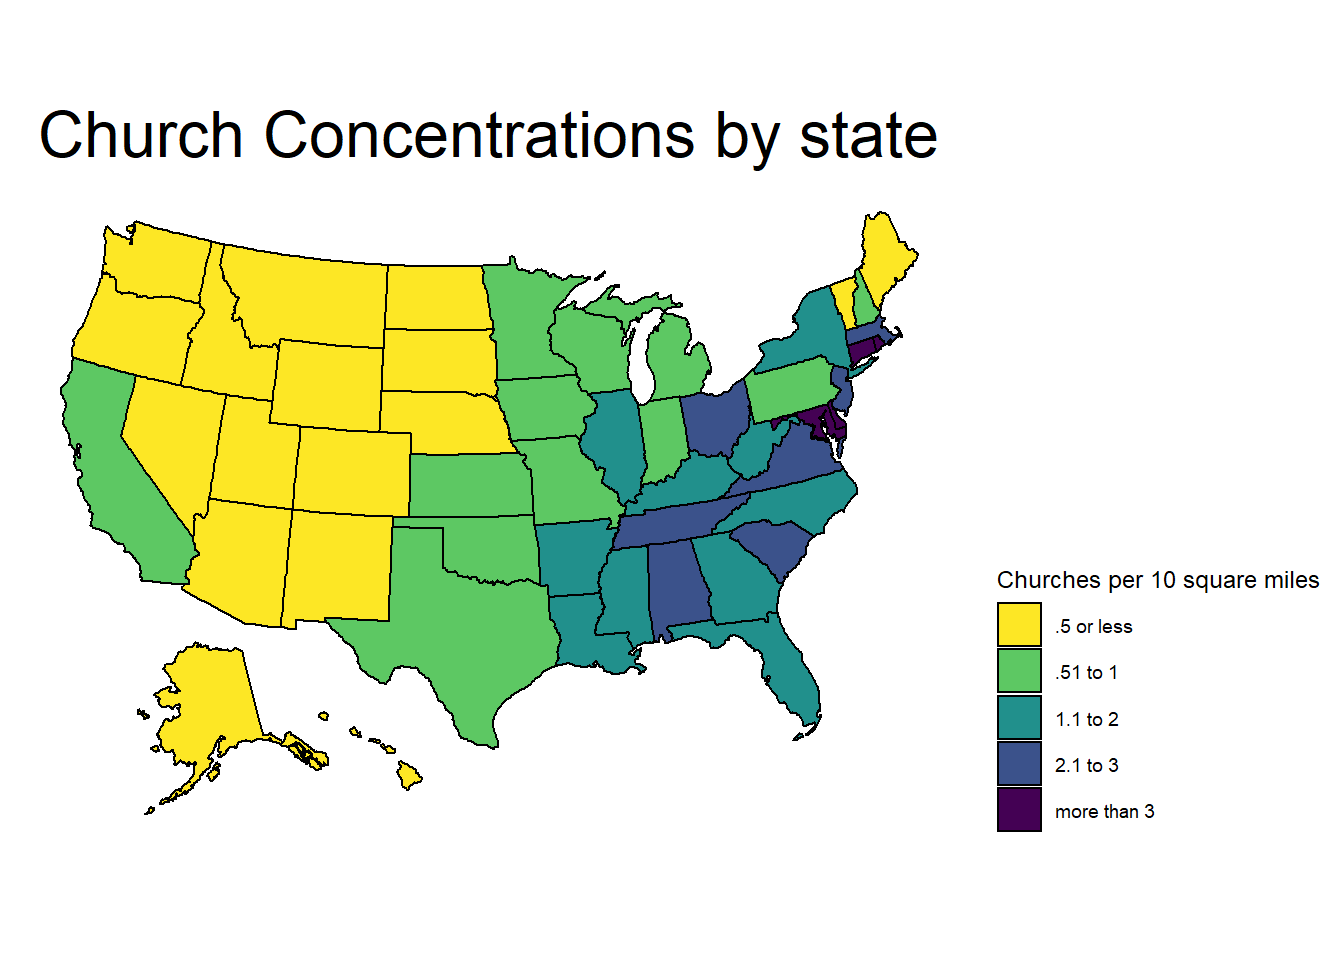 Church Concentrations by state
Churches per 10 square miles
.5 or less
.51 to 1
1.1 to 2
2.1 to 3
more than 3